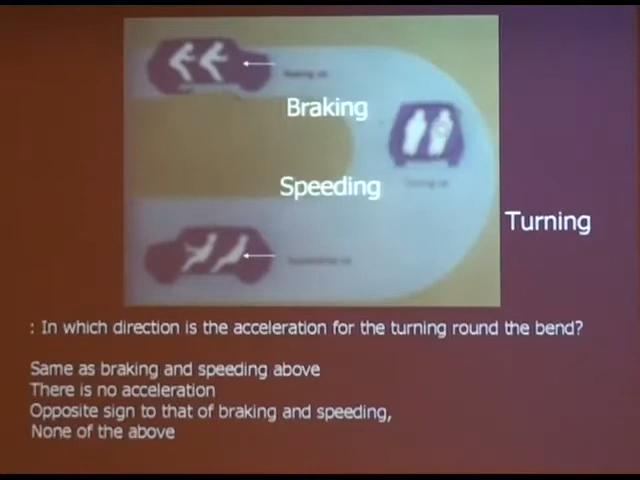 Braking
Speeding
Turning
: In which direction is the acceleration for the turning round the bend?
Same as braking and speeding above
There is no acceleration
Opposite sign to that of braking and speeding,
None of the above